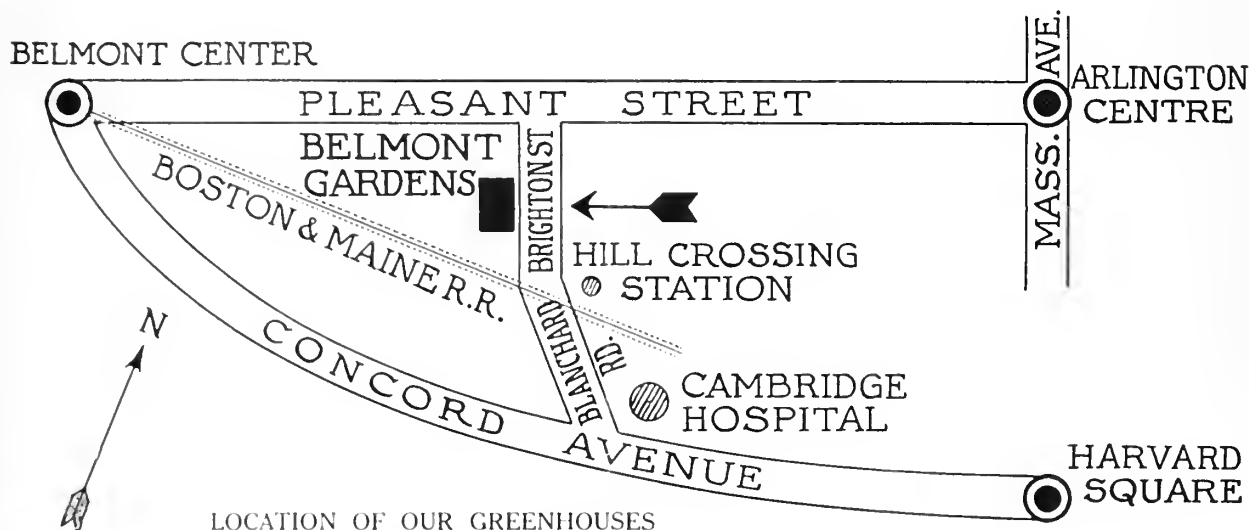 BELMONT CENTER
PLEASANT STREET
MASS. AVE.
ARLINGTON
CENTRE
BELMONT
GARDENS
BRIGHTON ST
BOSTON & MAINE R.R.
HILL CROSSING
STATION
N
BLANCHARD RD.
CONCORD AVENUE
CAMBRIDGE
HOSPITAL
HARVARD
SQUARE
LOCATION OF OUR GREENHOUSES